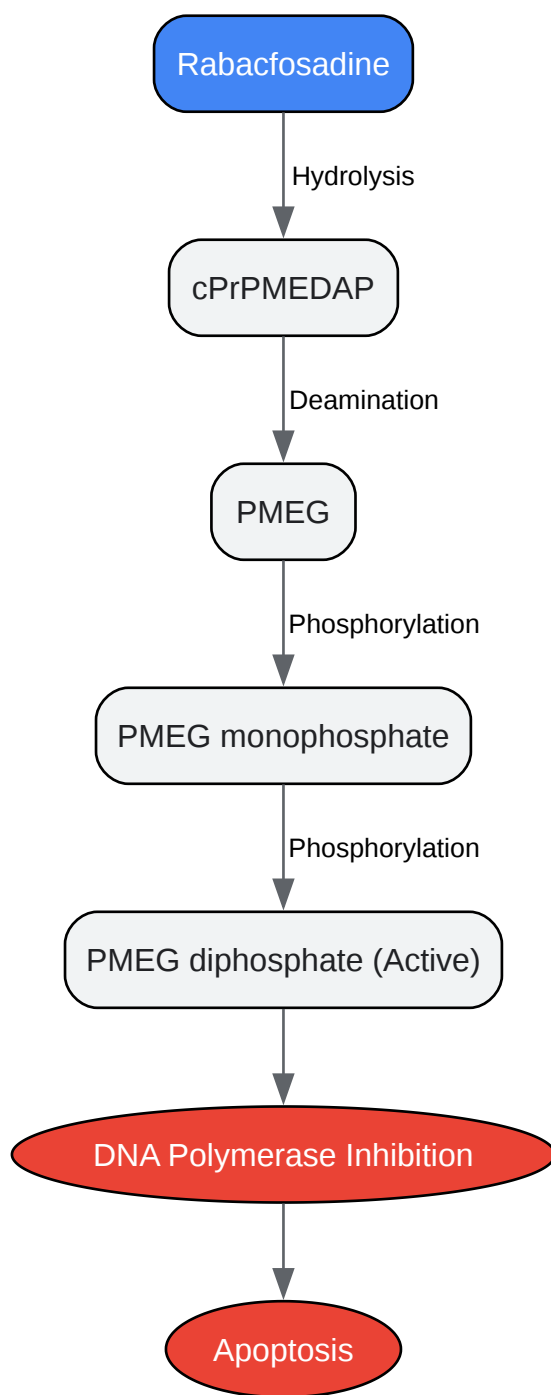 Rabacfosadine
Hydrolysis
cPrPMEDAP
Deamination
PMEG
Phosphorylation
PMEG monophosphate
Phosphorylation
PMEG diphosphate (Active)
DNA Polymerase Inhibition
Apoptosis